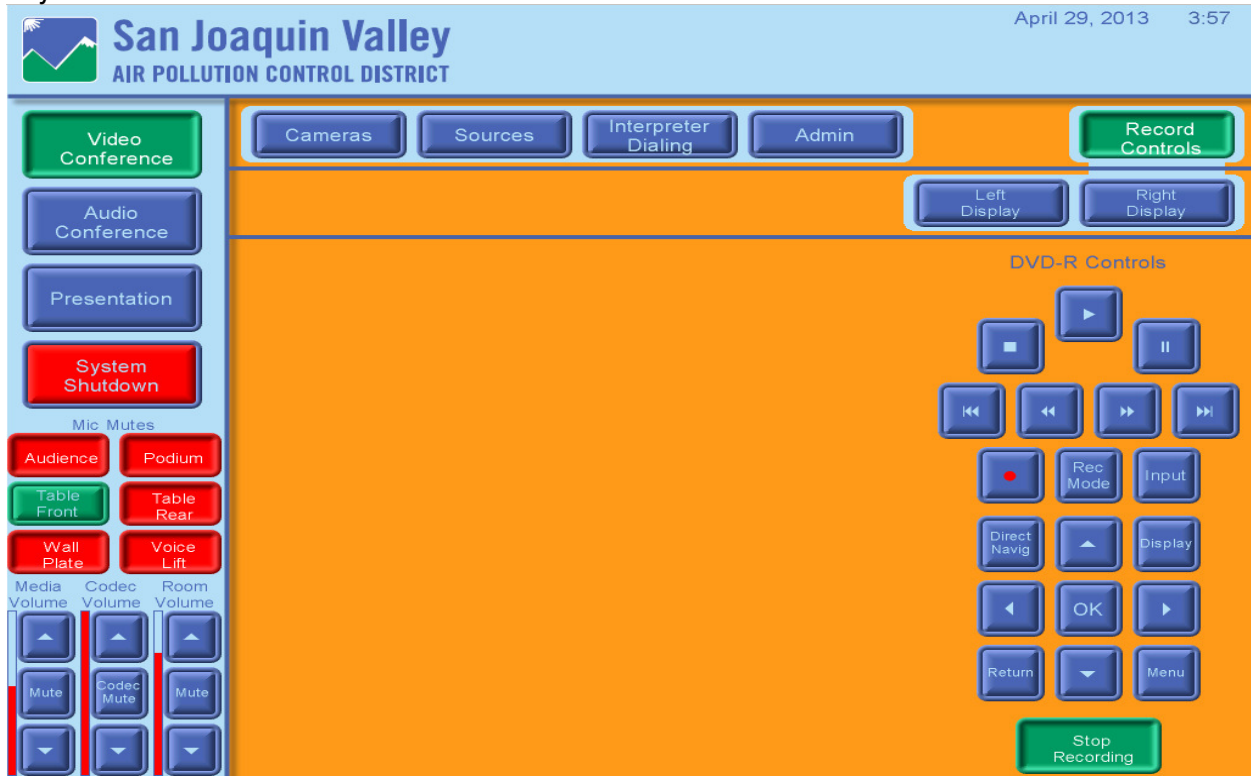 April 29, 2013 3:57
San Joaquin Valley
AIR POLLUTION CONTROL DISTRICT
Video
Conference
Audio
Conference
Presentation
System
Shutdown
Mic Mutes
Audience
Podium
Table
Front
Table
Rear
Wall
Plate
Voice
Lift
Media
Volume
Codec
Volume
Room
Volume
Mute
Codec
Mute
Mute
Cameras
Sources
Interpreter
Dialing
Admin
Record
Controls
Left
Display
Right
Display
DVD-R Controls
Rec
Mode
Input
Direct
Navig
Display
OK
Return
Menu
Stop
Recording